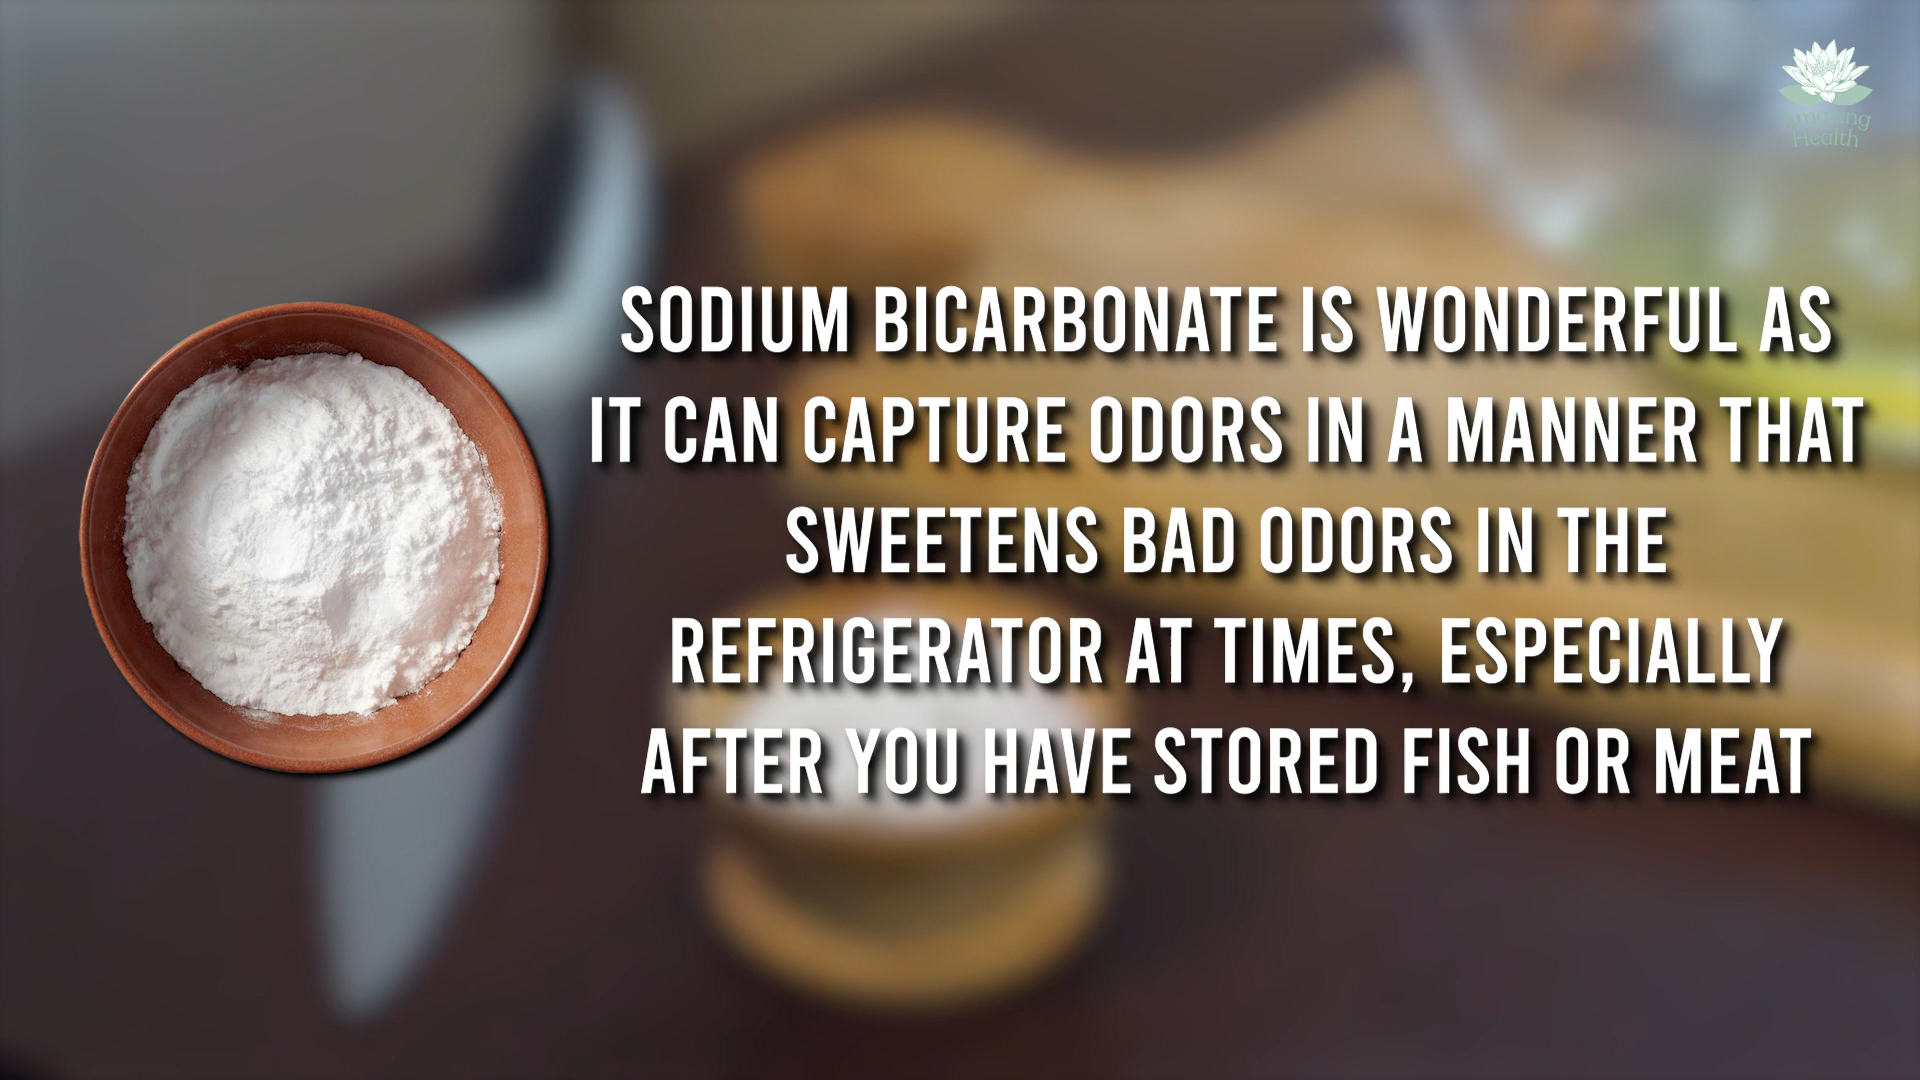 Amazing
Health
SODIUM BICARBONATE IS WONDERFUL AS
IT CAN CAPTURE ODORS IN A MANNER THAT
SWEETENS BAD ODORS IN THE
REFRIGERATOR AT TIMES, ESPECIALLY
AFTER YOU HAVE STORED FISH OR MEAT